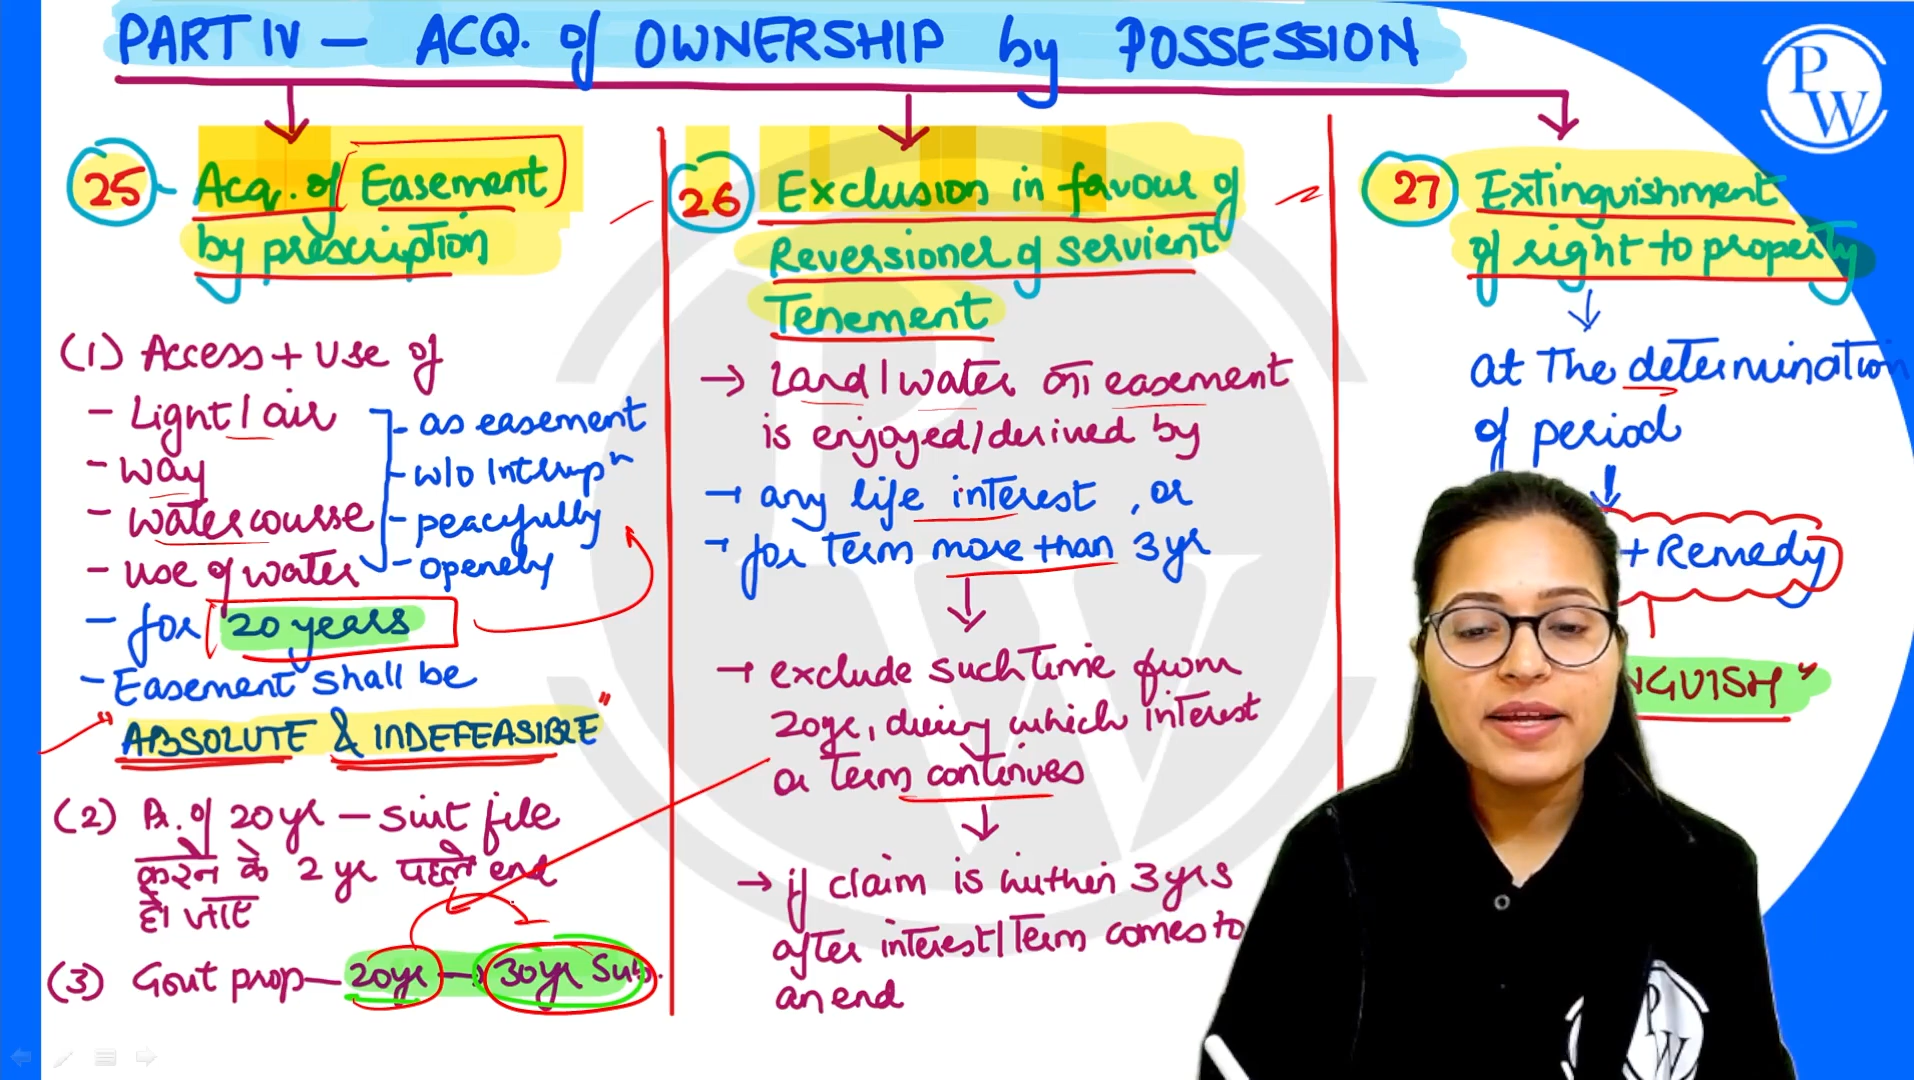 PART IV — ACQ. of OWNERSHIP by POSSESSION
P
W
25 - Acq. of Easement
by prescription
(1) Access + Use of
- Light / air
- way
- water course
- use of water
- as easement
- w/o Interrupn
- peacefully
- openely
- for 20 years
- Easement shall be
"ABSOLUTE & INDEFEASIBLE"
(2) Pr. of 20 yr — suit file
करने के 2 yr पहले end
हो जाए
(3) Govt prop — 20yr → 30yr Sub.
26 Exclusion in favour of
Reversioner of servient
Tenement
→ Land / water on easement
is enjoyed / derived by
→ any life interest, or
→ for term more than 3 yr
→ exclude such time from
20yr, during which interest
or term continues
→ if claim is within 3 yrs
after interest / Term comes to
an end
27 Extinguishment
of right to property
at The determination
of period
+ Remedy
NGUISH"
P
W